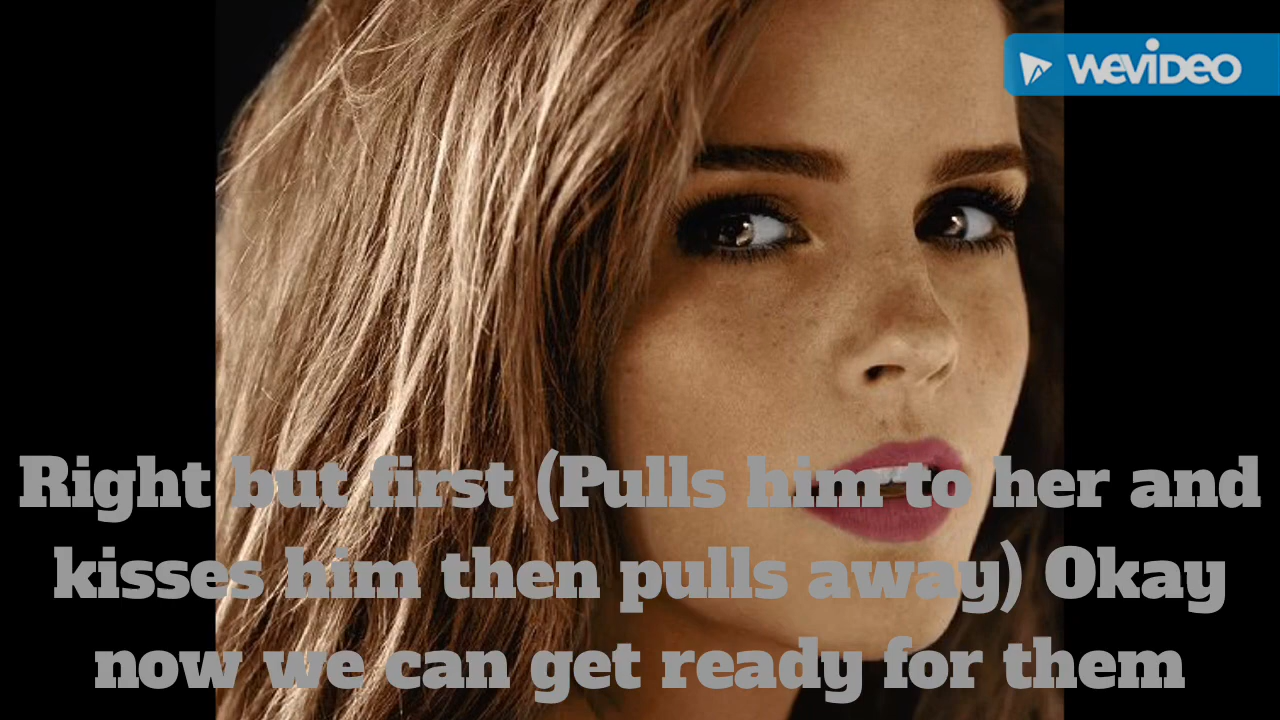 WEVIDEO
Right but first (Pulls him to her and
kisses him then pulls away) Okay
now we can get ready for them